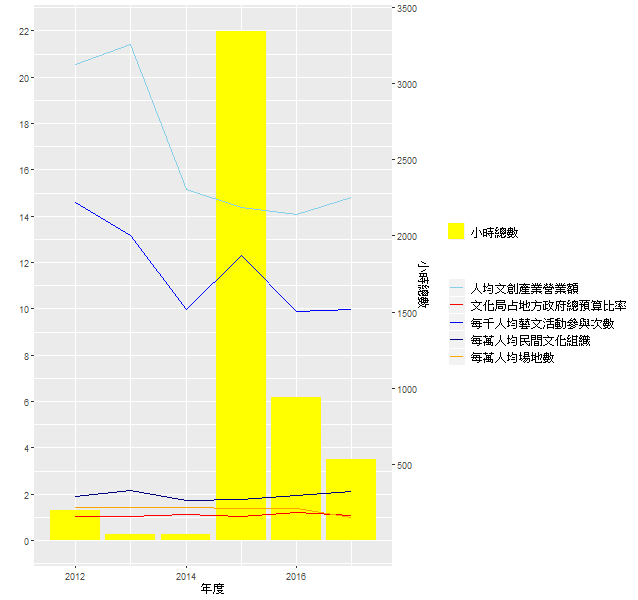 22
20
18
16
14
12
10
8
6
4
2
0
3500
3000
2500
2000
1500
1000
500
2012
2014
2016
年度
小時總數
小時總數
人均文創產業營業額
文化局占地方政府總預算比率
每千人均藝文活動參與次數
每萬人均民間文化組織
每萬人均場地數